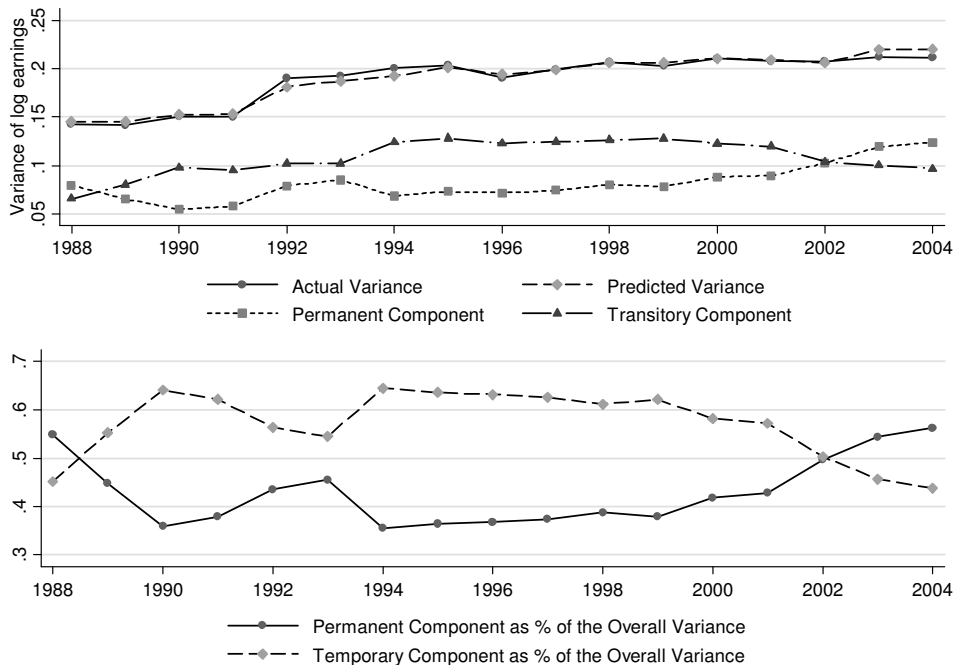 Variance of log earnings
.25
.2
.15
.1
.05
1988 1990 1992 1994 1996 1998 2000 2002 2004
Actual Variance Predicted Variance
Permanent Component Transitory Component
.7
.6
.5
.4
.3
1988 1990 1992 1994 1996 1998 2000 2002 2004
Permanent Component as % of the Overall Variance
Temporary Component as % of the Overall Variance